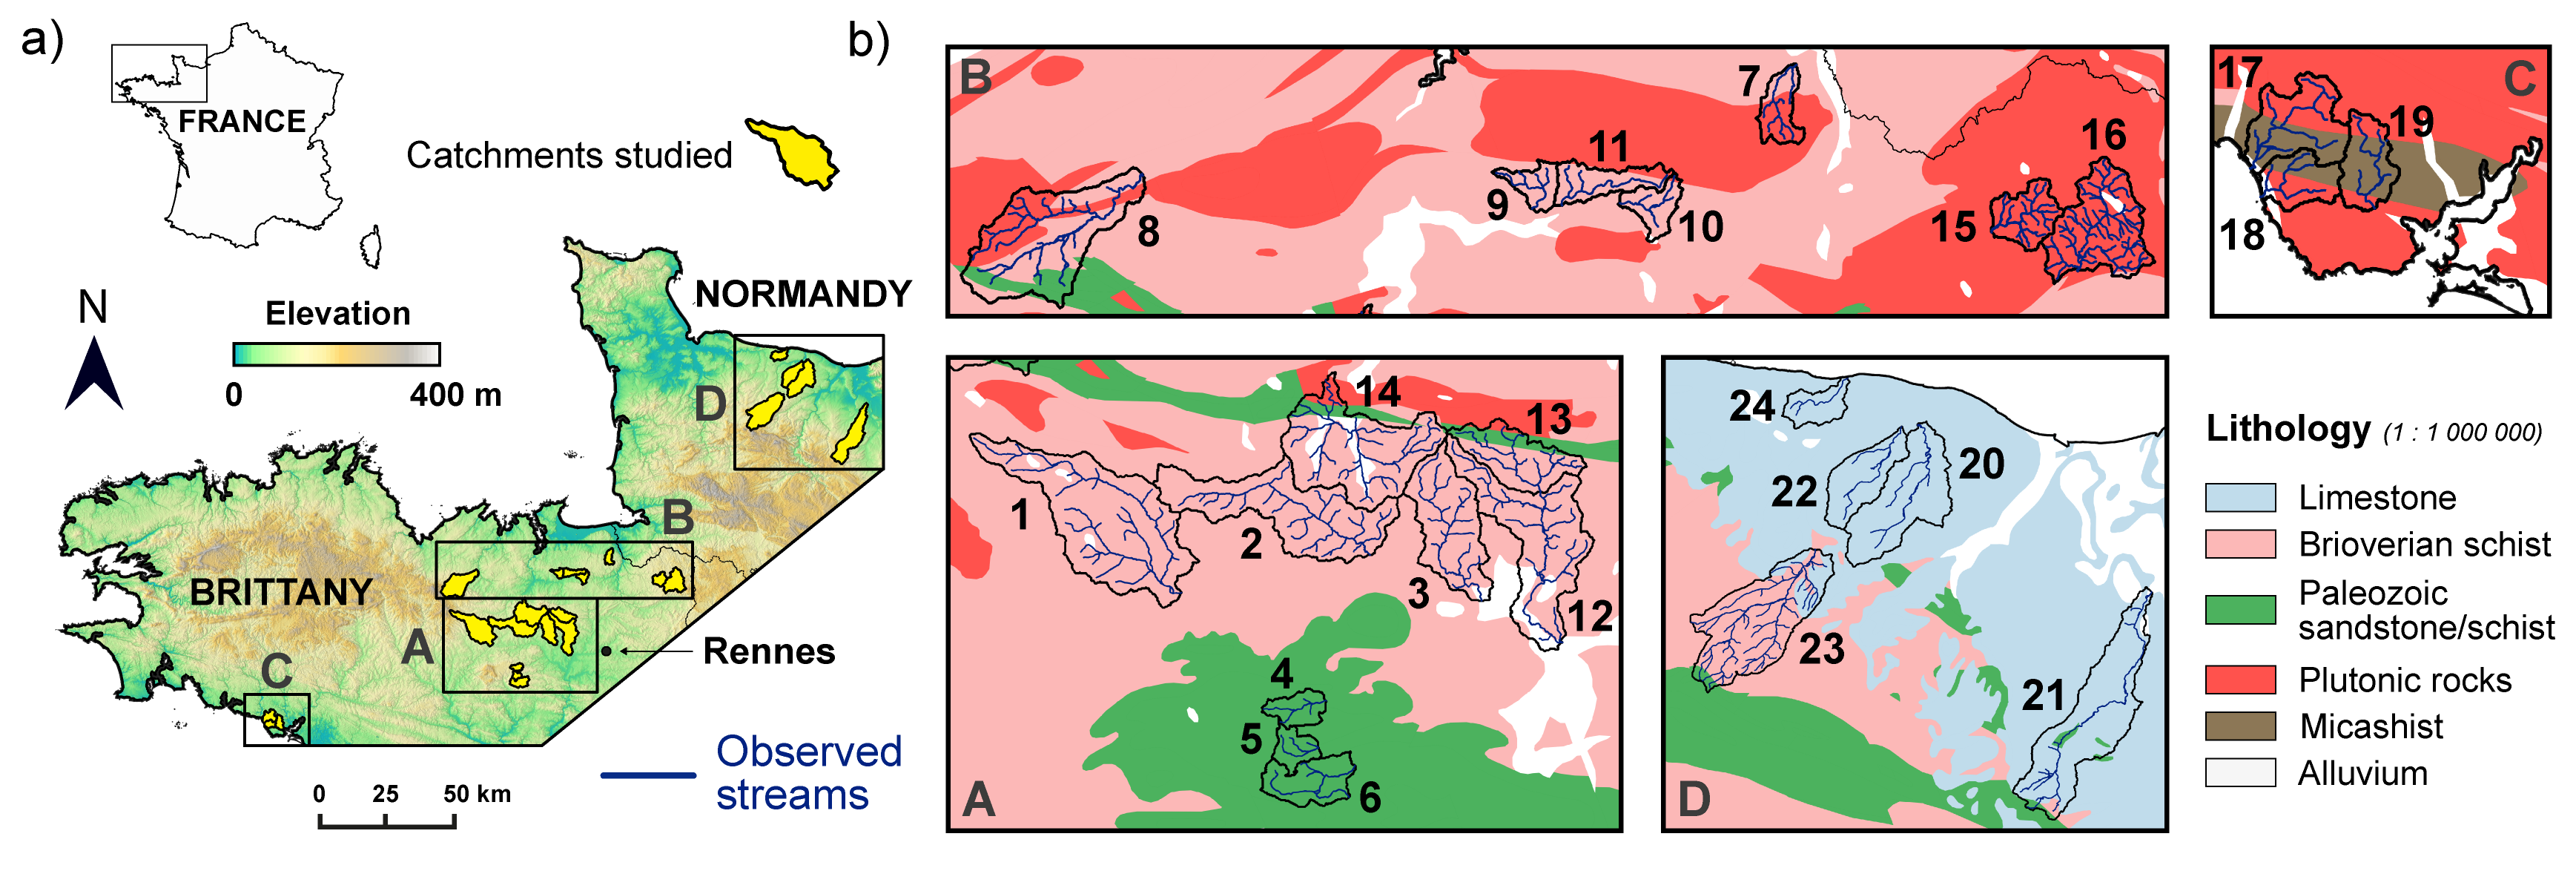 a)
FRANCE
Catchments studied
N
Elevation
0
400 m
NORMANDY
D
B
BRITTANY
A
C
Rennes
0 25 50 km
Observed
streams
b)
B
7
8
9
10
11
15
16
C
17
18
19
A
1
2
3
4
5
6
12
13
14
D
20
21
22
23
24
Lithology (1 : 1 000 000)
Limestone
Brioverian schist
Paleozoic
sandstone/schist
Plutonic rocks
Micashist
Alluvium